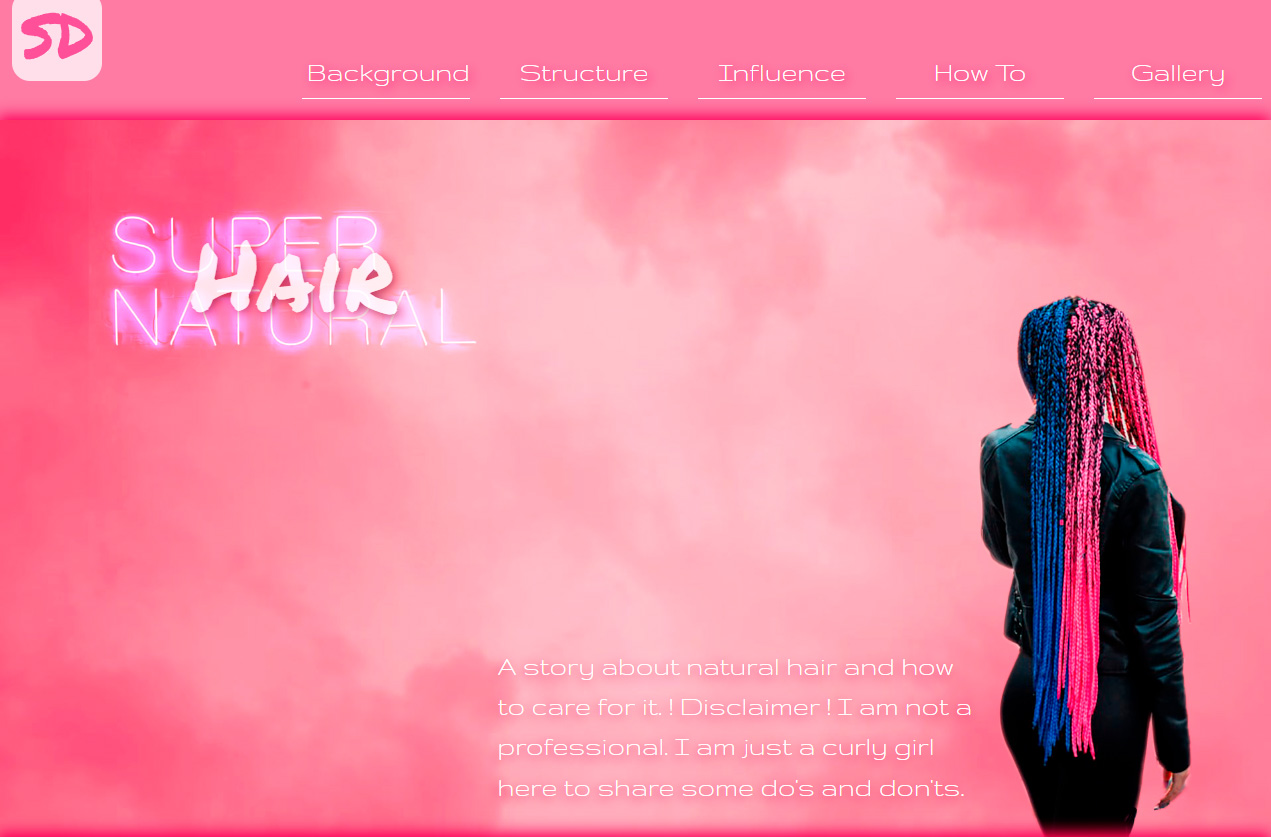 SD
Background Structure Influence How To Gallery
SUPER
HAIR
NATURAL
A story about natural hair and how
to care for it. ! Disclaimer ! I am not a
professional. I am just a curly girl
here to share some do's and don'ts.